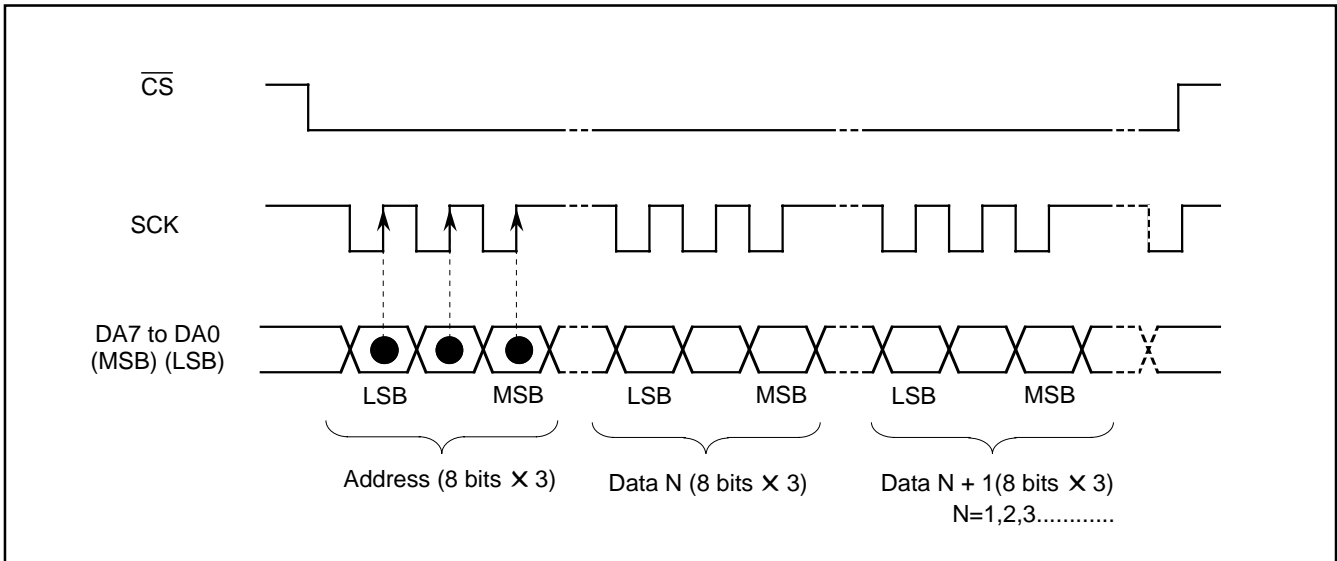 CS
SCK
DA7 to DA0
(MSB) (LSB)
LSB MSB LSB MSB LSB MSB
Address (8 bits × 3) Data N (8 bits × 3) Data N + 1(8 bits × 3)
N=1,2,3............